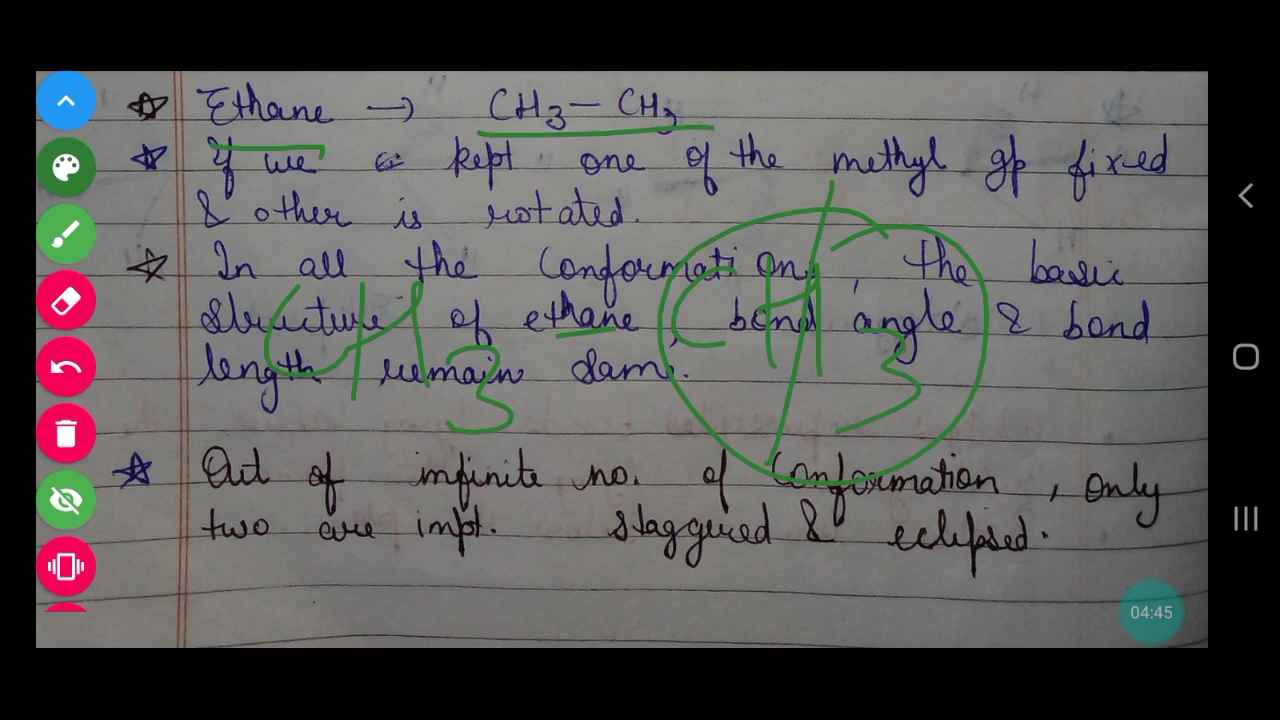 Ethane → CH3 – CH3
If we kept one of the methyl gp fixed
& other is rotated.
In all the conformations, the basic
structure of ethane, bond angle & bond
length remain same.
CH3 CH3
Out of infinite no. of conformation, only
two are impt. staggered & eclipsed.
04:45